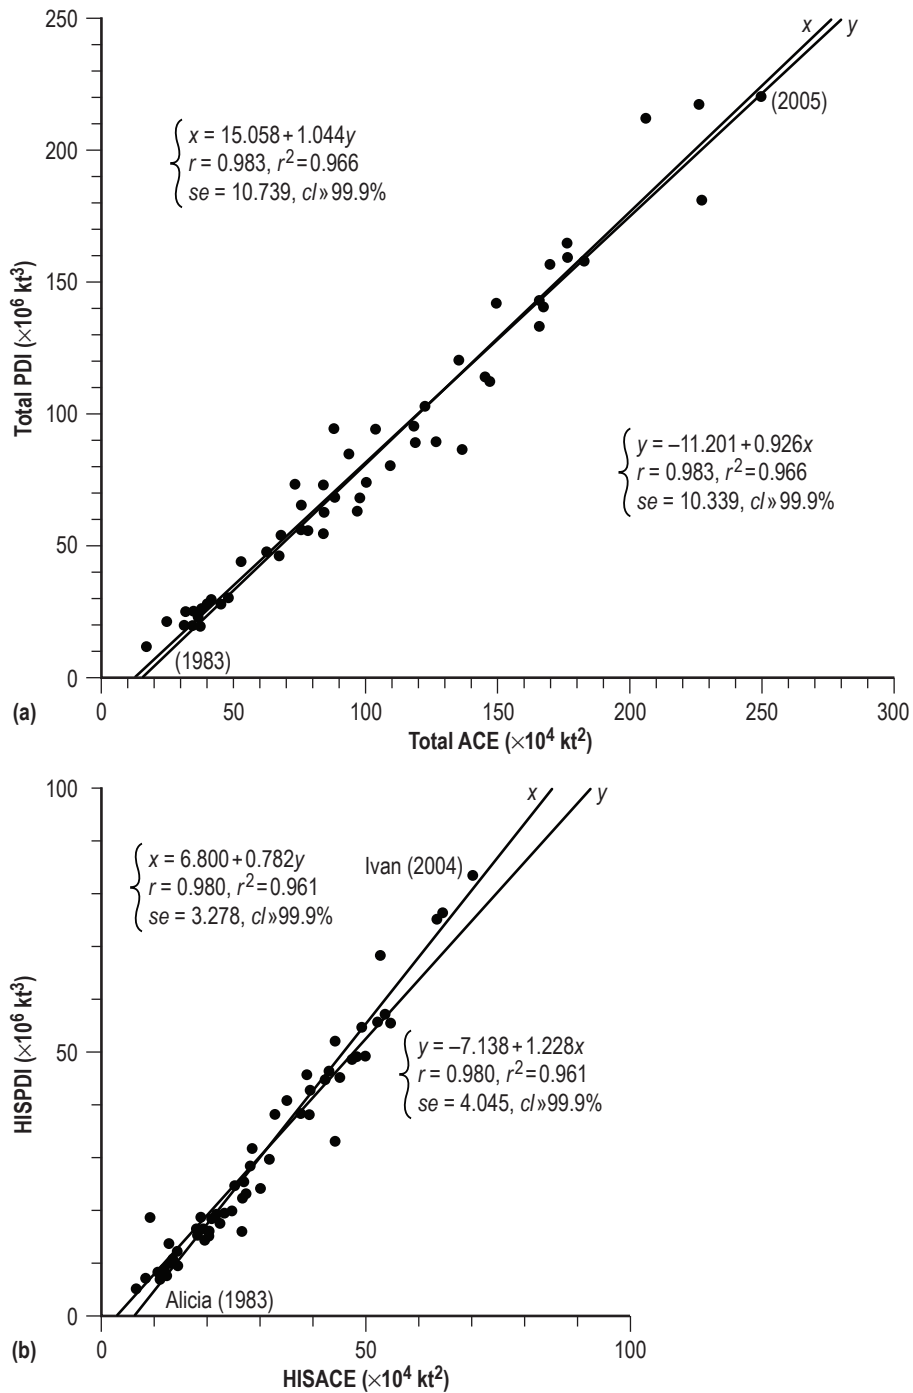 250
200
150
100
50
0
Total PDI (×10⁶ kt³)
x
y
(2005)
x = 15.058 + 1.044y
r = 0.983, r² = 0.966
se = 10.739, cl » 99.9%
y = –11.201 + 0.926x
r = 0.983, r² = 0.966
se = 10.339, cl » 99.9%
(1983)
(a)
0 50 100 150 200 250 300
Total ACE (×10⁴ kt²)
100
50
0
HISPDI (×10⁶ kt³)
x
y
x = 6.800 + 0.782y
r = 0.980, r² = 0.961
se = 3.278, cl » 99.9%
Ivan (2004)
y = –7.138 + 1.228x
r = 0.980, r² = 0.961
se = 4.045, cl » 99.9%
Alicia (1983)
(b)
0 50 100
HISACE (×10⁴ kt²)